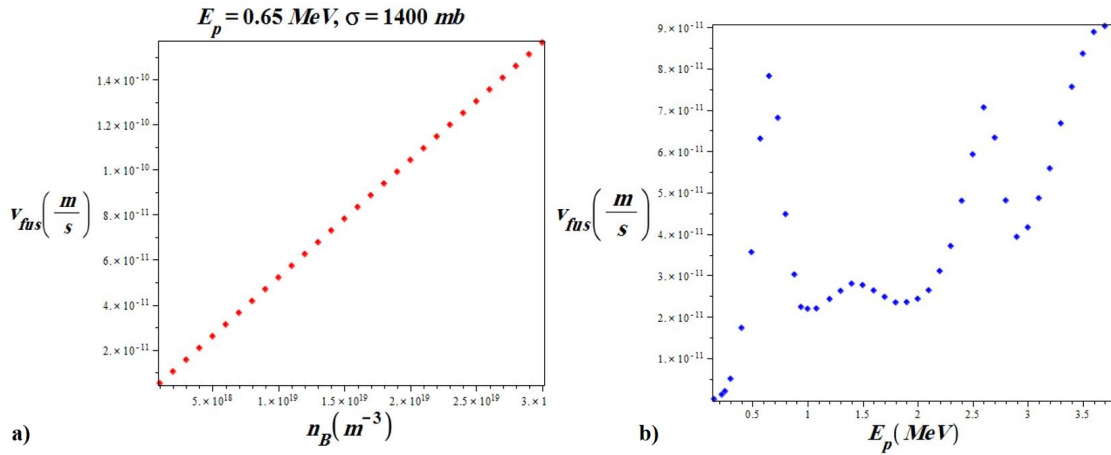 E_p = 0.65 MeV, σ = 1400 mb
1.4 × 10^-10
1.2 × 10^-10
1. × 10^-10
8. × 10^-11
6. × 10^-11
4. × 10^-11
2. × 10^-11
v_fus (m/s)
5. × 10^18
1. × 10^19
1.5 × 10^19
2. × 10^19
2.5 × 10^19
3. × 1
n_B (m^-3)
a)
9. × 10^-11
8. × 10^-11
7. × 10^-11
6. × 10^-11
5. × 10^-11
4. × 10^-11
3. × 10^-11
2. × 10^-11
1. × 10^-11
v_fus (m/s)
0.5
1
1.5
2
2.5
3
3.5
E_p (MeV)
b)